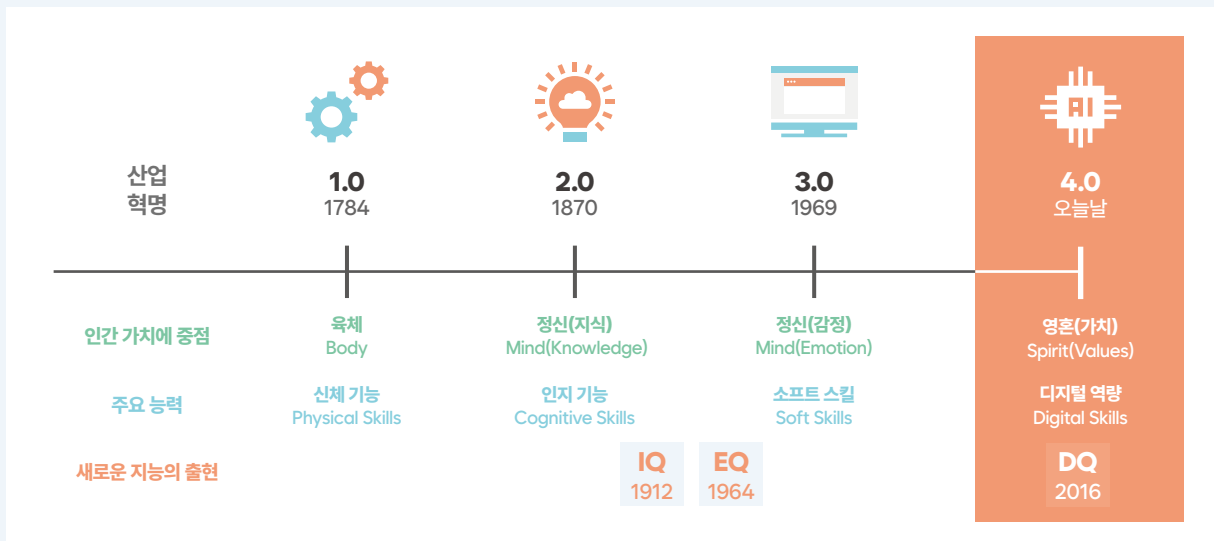 AI
산업
혁명
1.0
1784
2.0
1870
3.0
1969
4.0
오늘날
인간 가치에 중점
육체
Body
정신(지식)
Mind(Knowledge)
정신(감정)
Mind(Emotion)
영혼(가치)
Spirit(Values)
주요 능력
신체 기능
Physical Skills
인지 기능
Cognitive Skills
소프트 스킬
Soft Skills
디지털 역량
Digital Skills
새로운 지능의 출현
IQ
1912
EQ
1964
DQ
2016